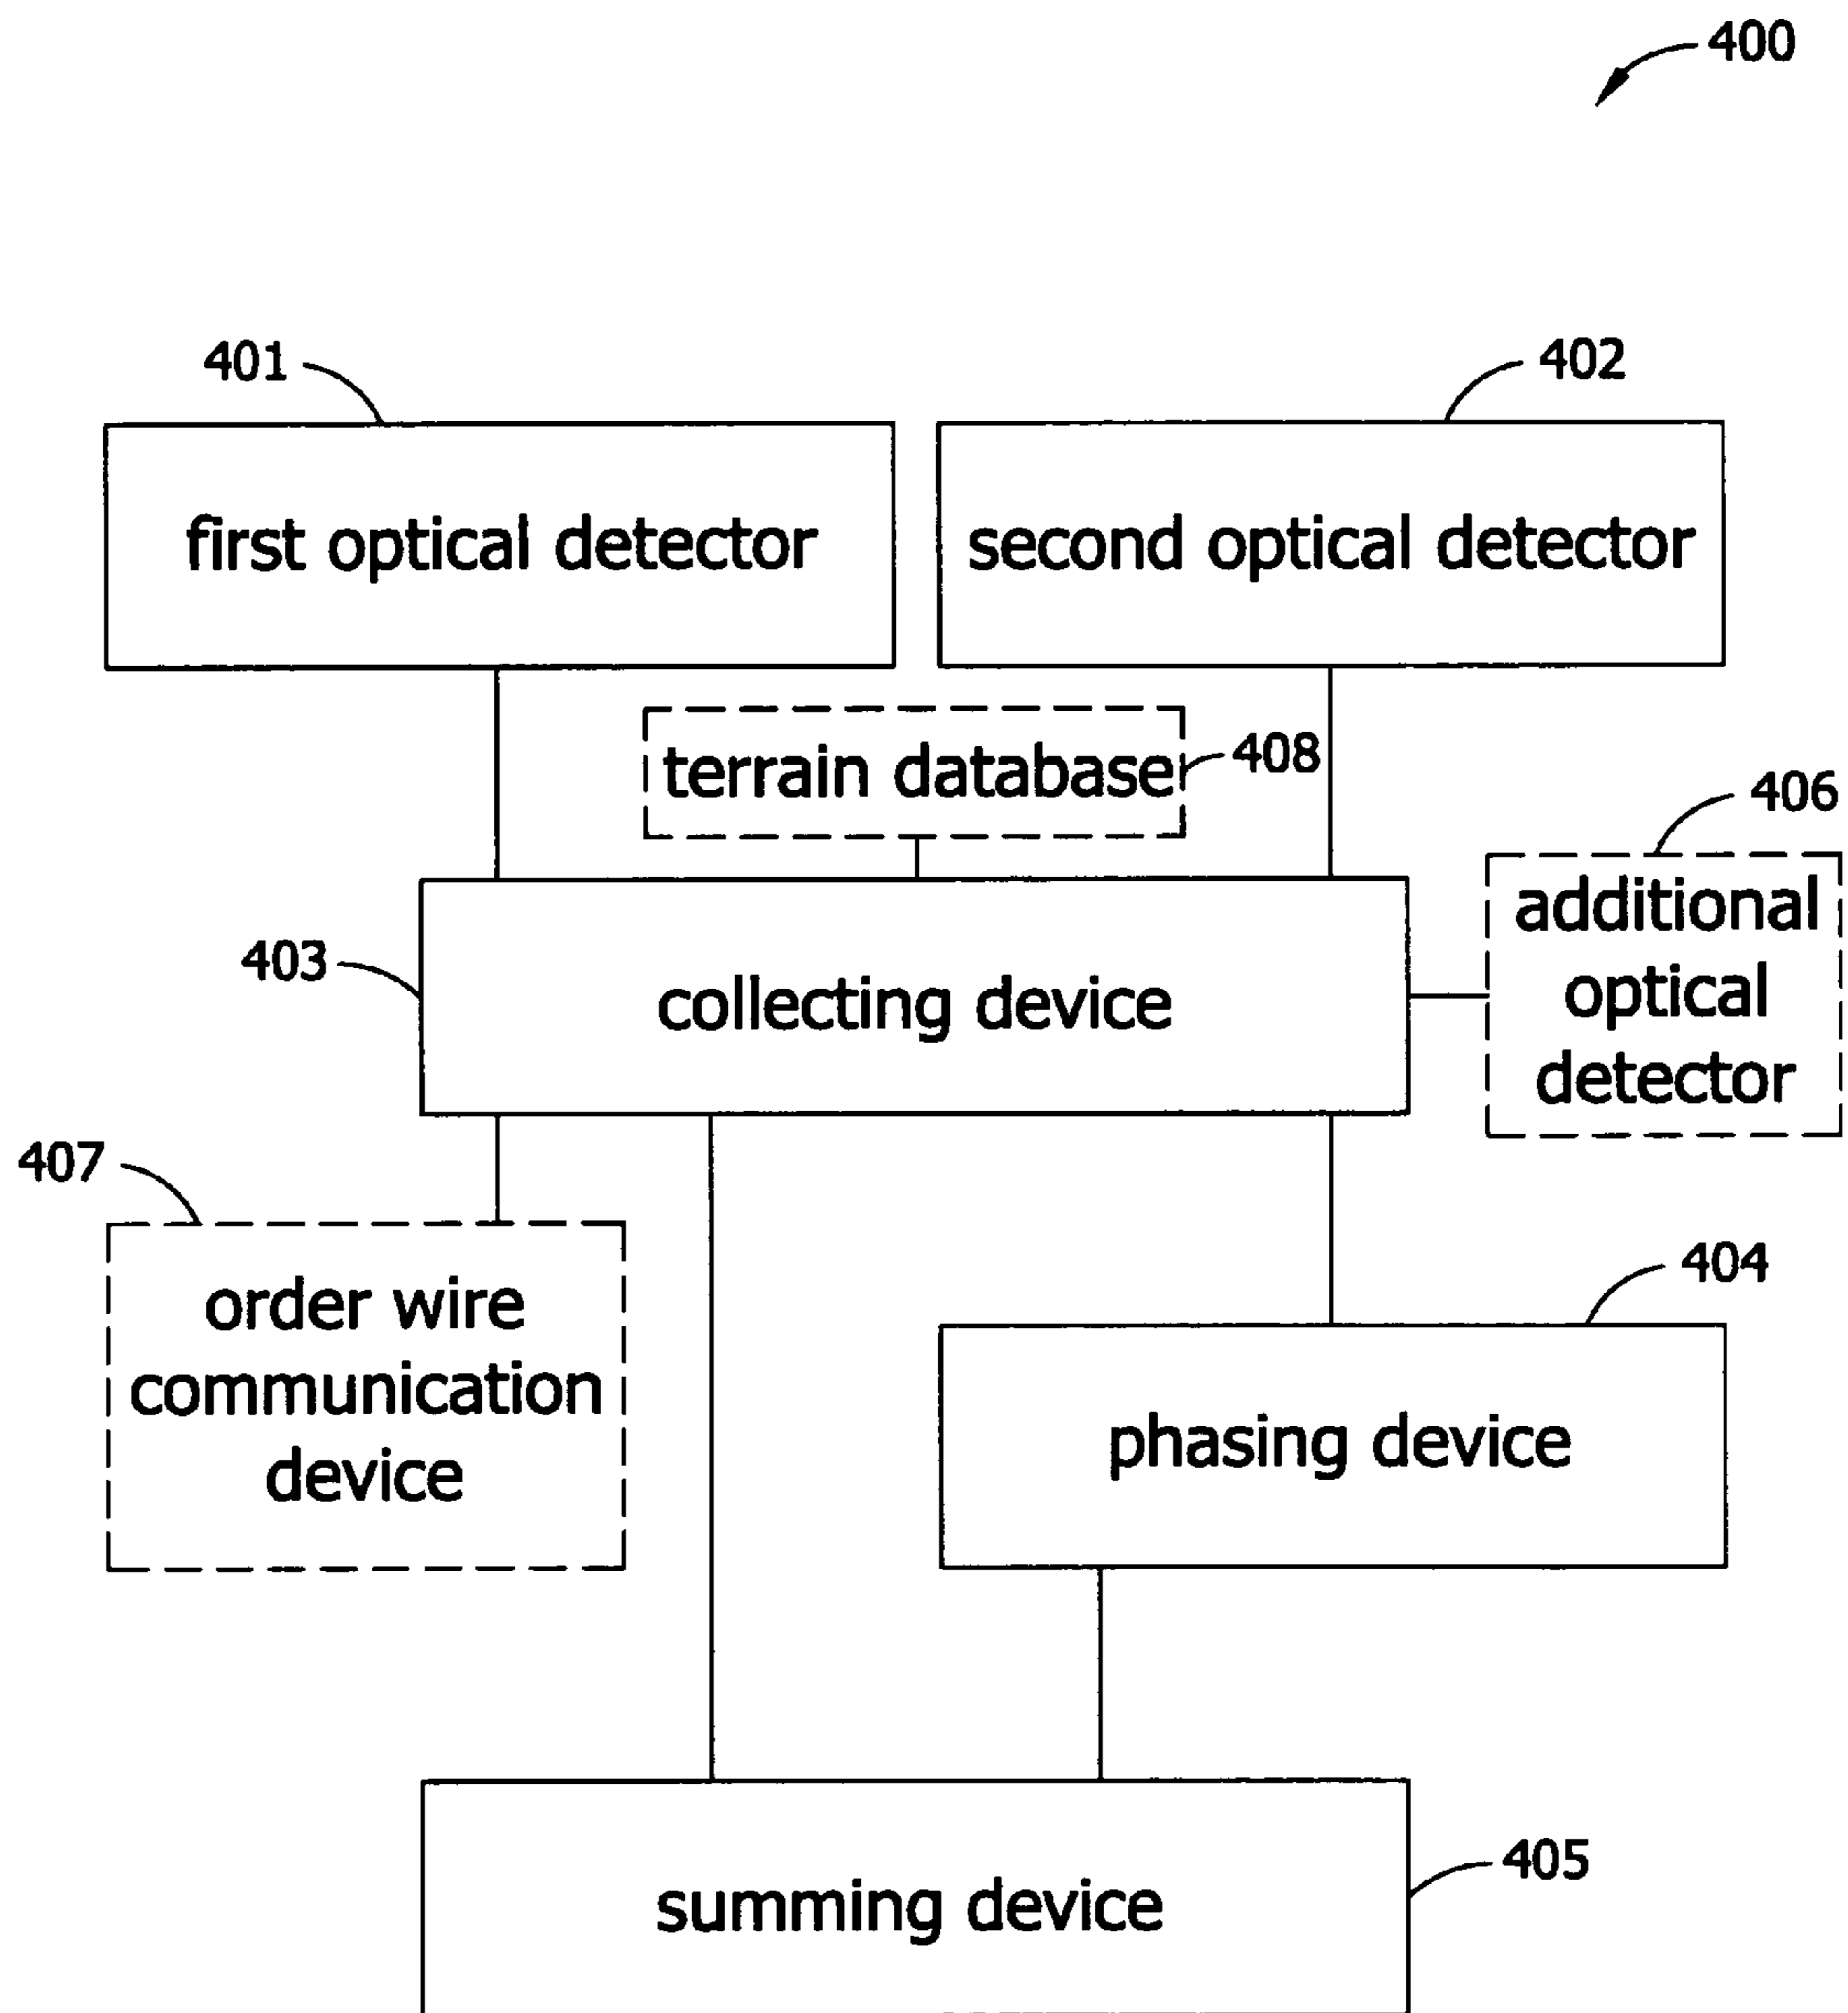 400
401
402
first optical detector
second optical detector
terrain database
408
406
additional
optical
detector
403
collecting device
407
order wire
communication
device
404
phasing device
summing device
405